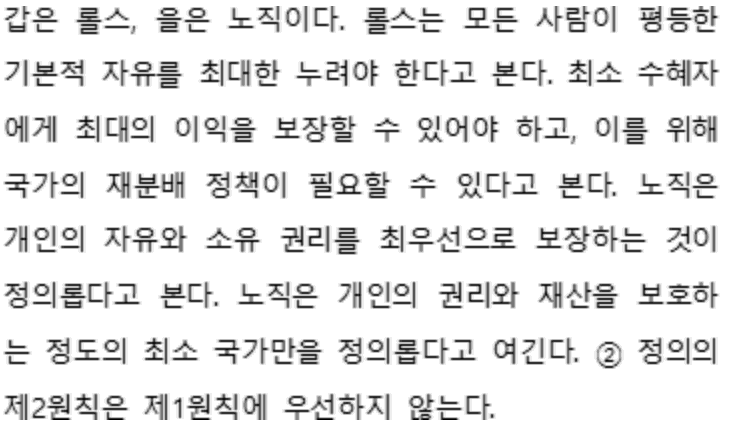 갑은 롤스, 을은 노직이다. 롤스는 모든 사람이 평등한
기본적 자유를 최대한 누려야 한다고 본다. 최소 수혜자
에게 최대의 이익을 보장할 수 있어야 하고, 이를 위해
국가의 재분배 정책이 필요할 수 있다고 본다. 노직은
개인의 자유와 소유 권리를 최우선으로 보장하는 것이
정의롭다고 본다. 노직은 개인의 권리와 재산을 보호하
는 정도의 최소 국가만을 정의롭다고 여긴다. ② 정의의
제2원칙은 제1원칙에 우선하지 않는다.